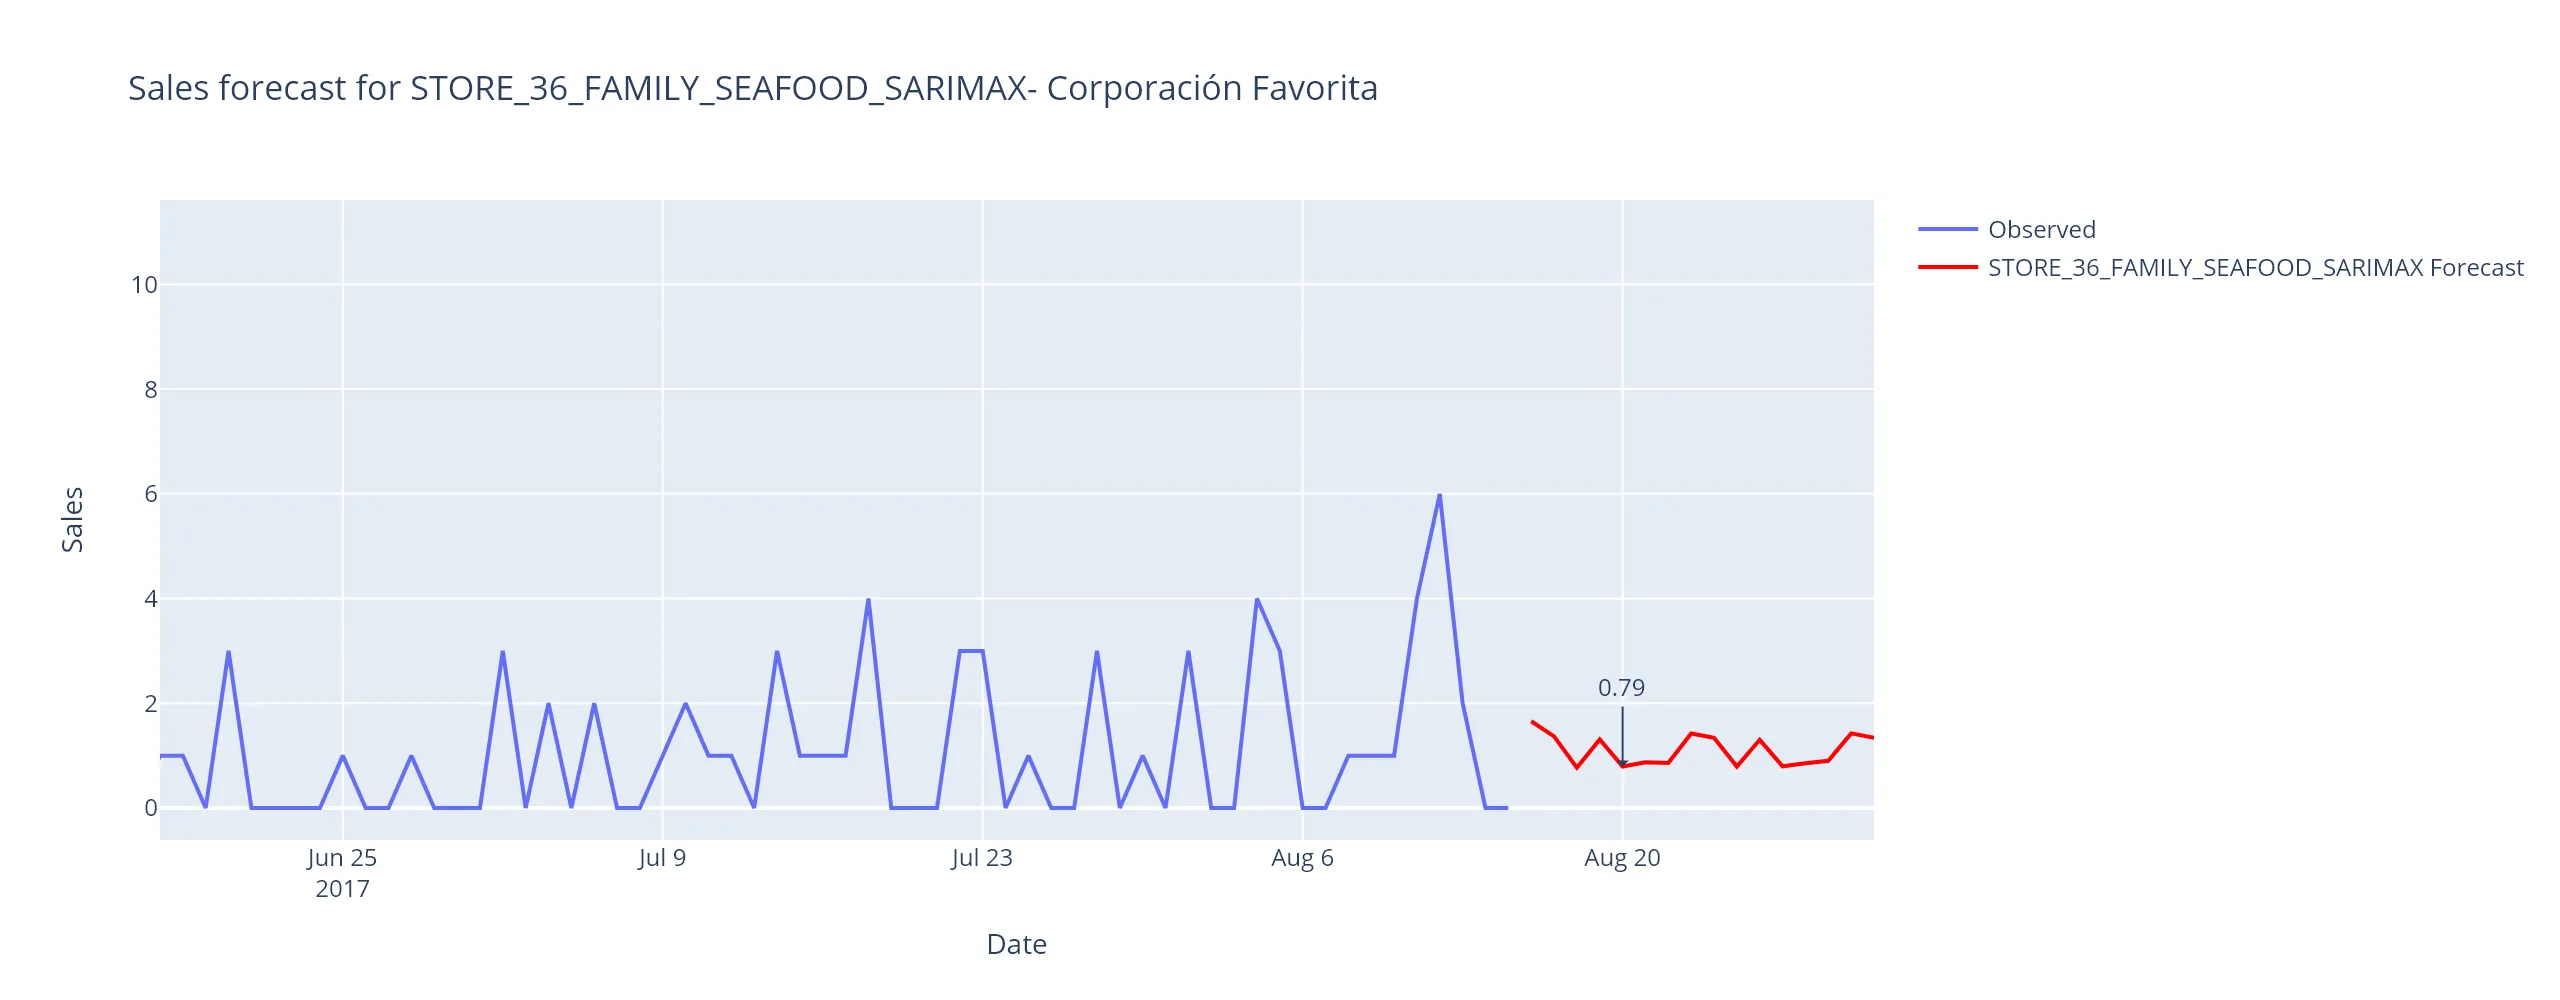 Sales forecast for STORE_36_FAMILY_SEAFOOD_SARIMAX- Corporación Favorita
Observed
STORE_36_FAMILY_SEAFOOD_SARIMAX Forecast
10
8
6
4
2
0
Sales
0.79
Jun 25
2017
Jul 9
Jul 23
Aug 6
Aug 20
Date